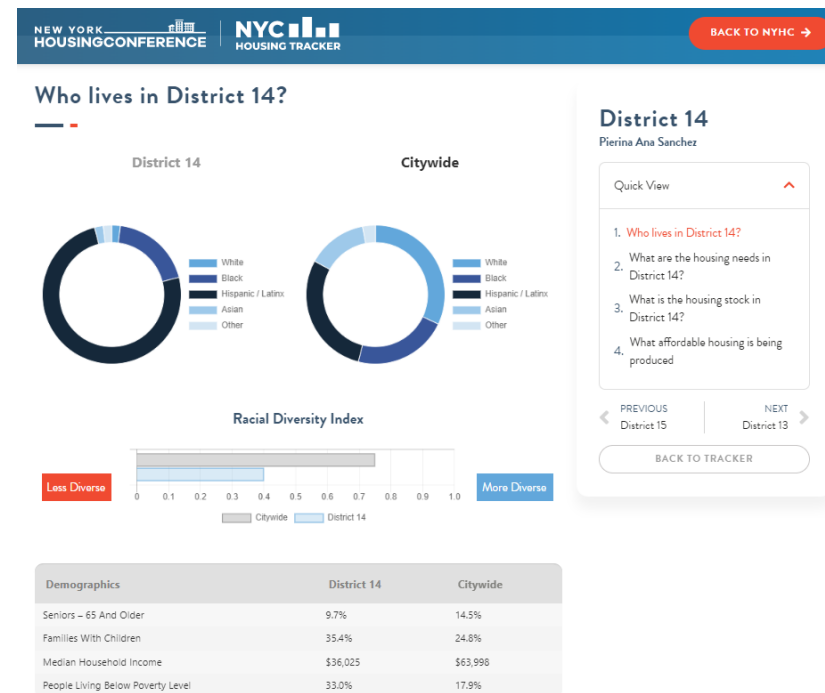 NEW YORK
HOUSINGCONFERENCE
NYC
HOUSING TRACKER
BACK TO NYHC →
Who lives in District 14?
District 14
Citywide
White
Black
Hispanic / Latinx
Asian
Other
White
Black
Hispanic / Latinx
Asian
Other
Racial Diversity Index
Less Diverse
More Diverse
0 0.1 0.2 0.3 0.4 0.5 0.6 0.7 0.8 0.9 1.0
Citywide District 14
Demographics District 14 Citywide
Seniors – 65 And Older 9.7% 14.5%
Families With Children 35.4% 24.8%
Median Household Income $36,025 $63,998
People Living Below Poverty Level 33.0% 17.9%
District 14
Pierina Ana Sanchez
Quick View
1. Who lives in District 14?
2. What are the housing needs in
District 14?
3. What is the housing stock in
District 14?
4. What affordable housing is being
produced
PREVIOUS
District 15
NEXT
District 13
BACK TO TRACKER